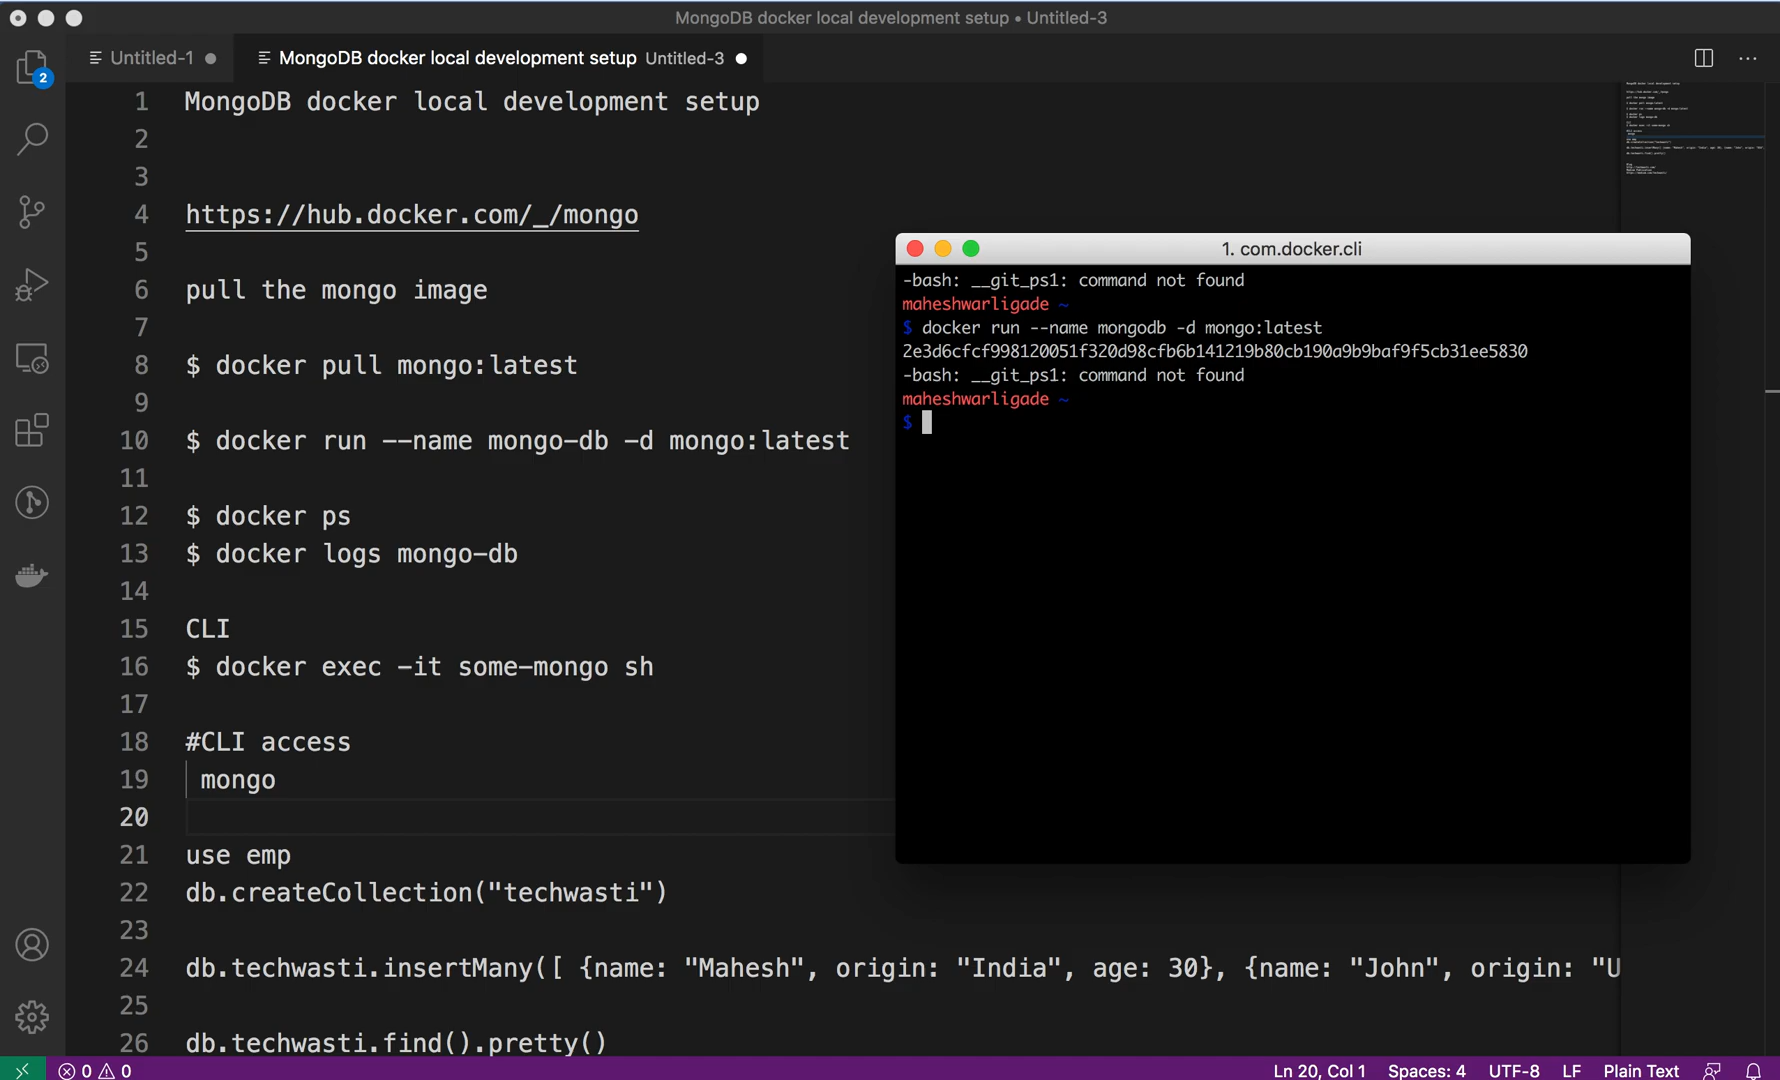 MongoDB docker local development setup • Untitled-3
Untitled-1
MongoDB docker local development setup Untitled-3
2
1 MongoDB docker local development setup
2
3
4 https://hub.docker.com/_/mongo
5
6 pull the mongo image
7
8 $ docker pull mongo:latest
9
10 $ docker run --name mongo-db -d mongo:latest
11
12 $ docker ps
13 $ docker logs mongo-db
14
15 CLI
16 $ docker exec -it some-mongo sh
17
18 #CLI access
19 mongo
20
21 use emp
22 db.createCollection("techwasti")
23
24 db.techwasti.insertMany([ {name: "Mahesh", origin: "India", age: 30}, {name: "John", origin: "U
25
26 db.techwasti.find().pretty()
1. com.docker.cli
-bash: __git_ps1: command not found
maheshwarligade ~
$ docker run --name mongodb -d mongo:latest
2e3d6cfcf998120051f320d98cfb6b141219b80cb190a9b9baf9f5cb31ee5830
-bash: __git_ps1: command not found
maheshwarligade ~
$
0 0
Ln 20, Col 1 Spaces: 4 UTF-8 LF Plain Text